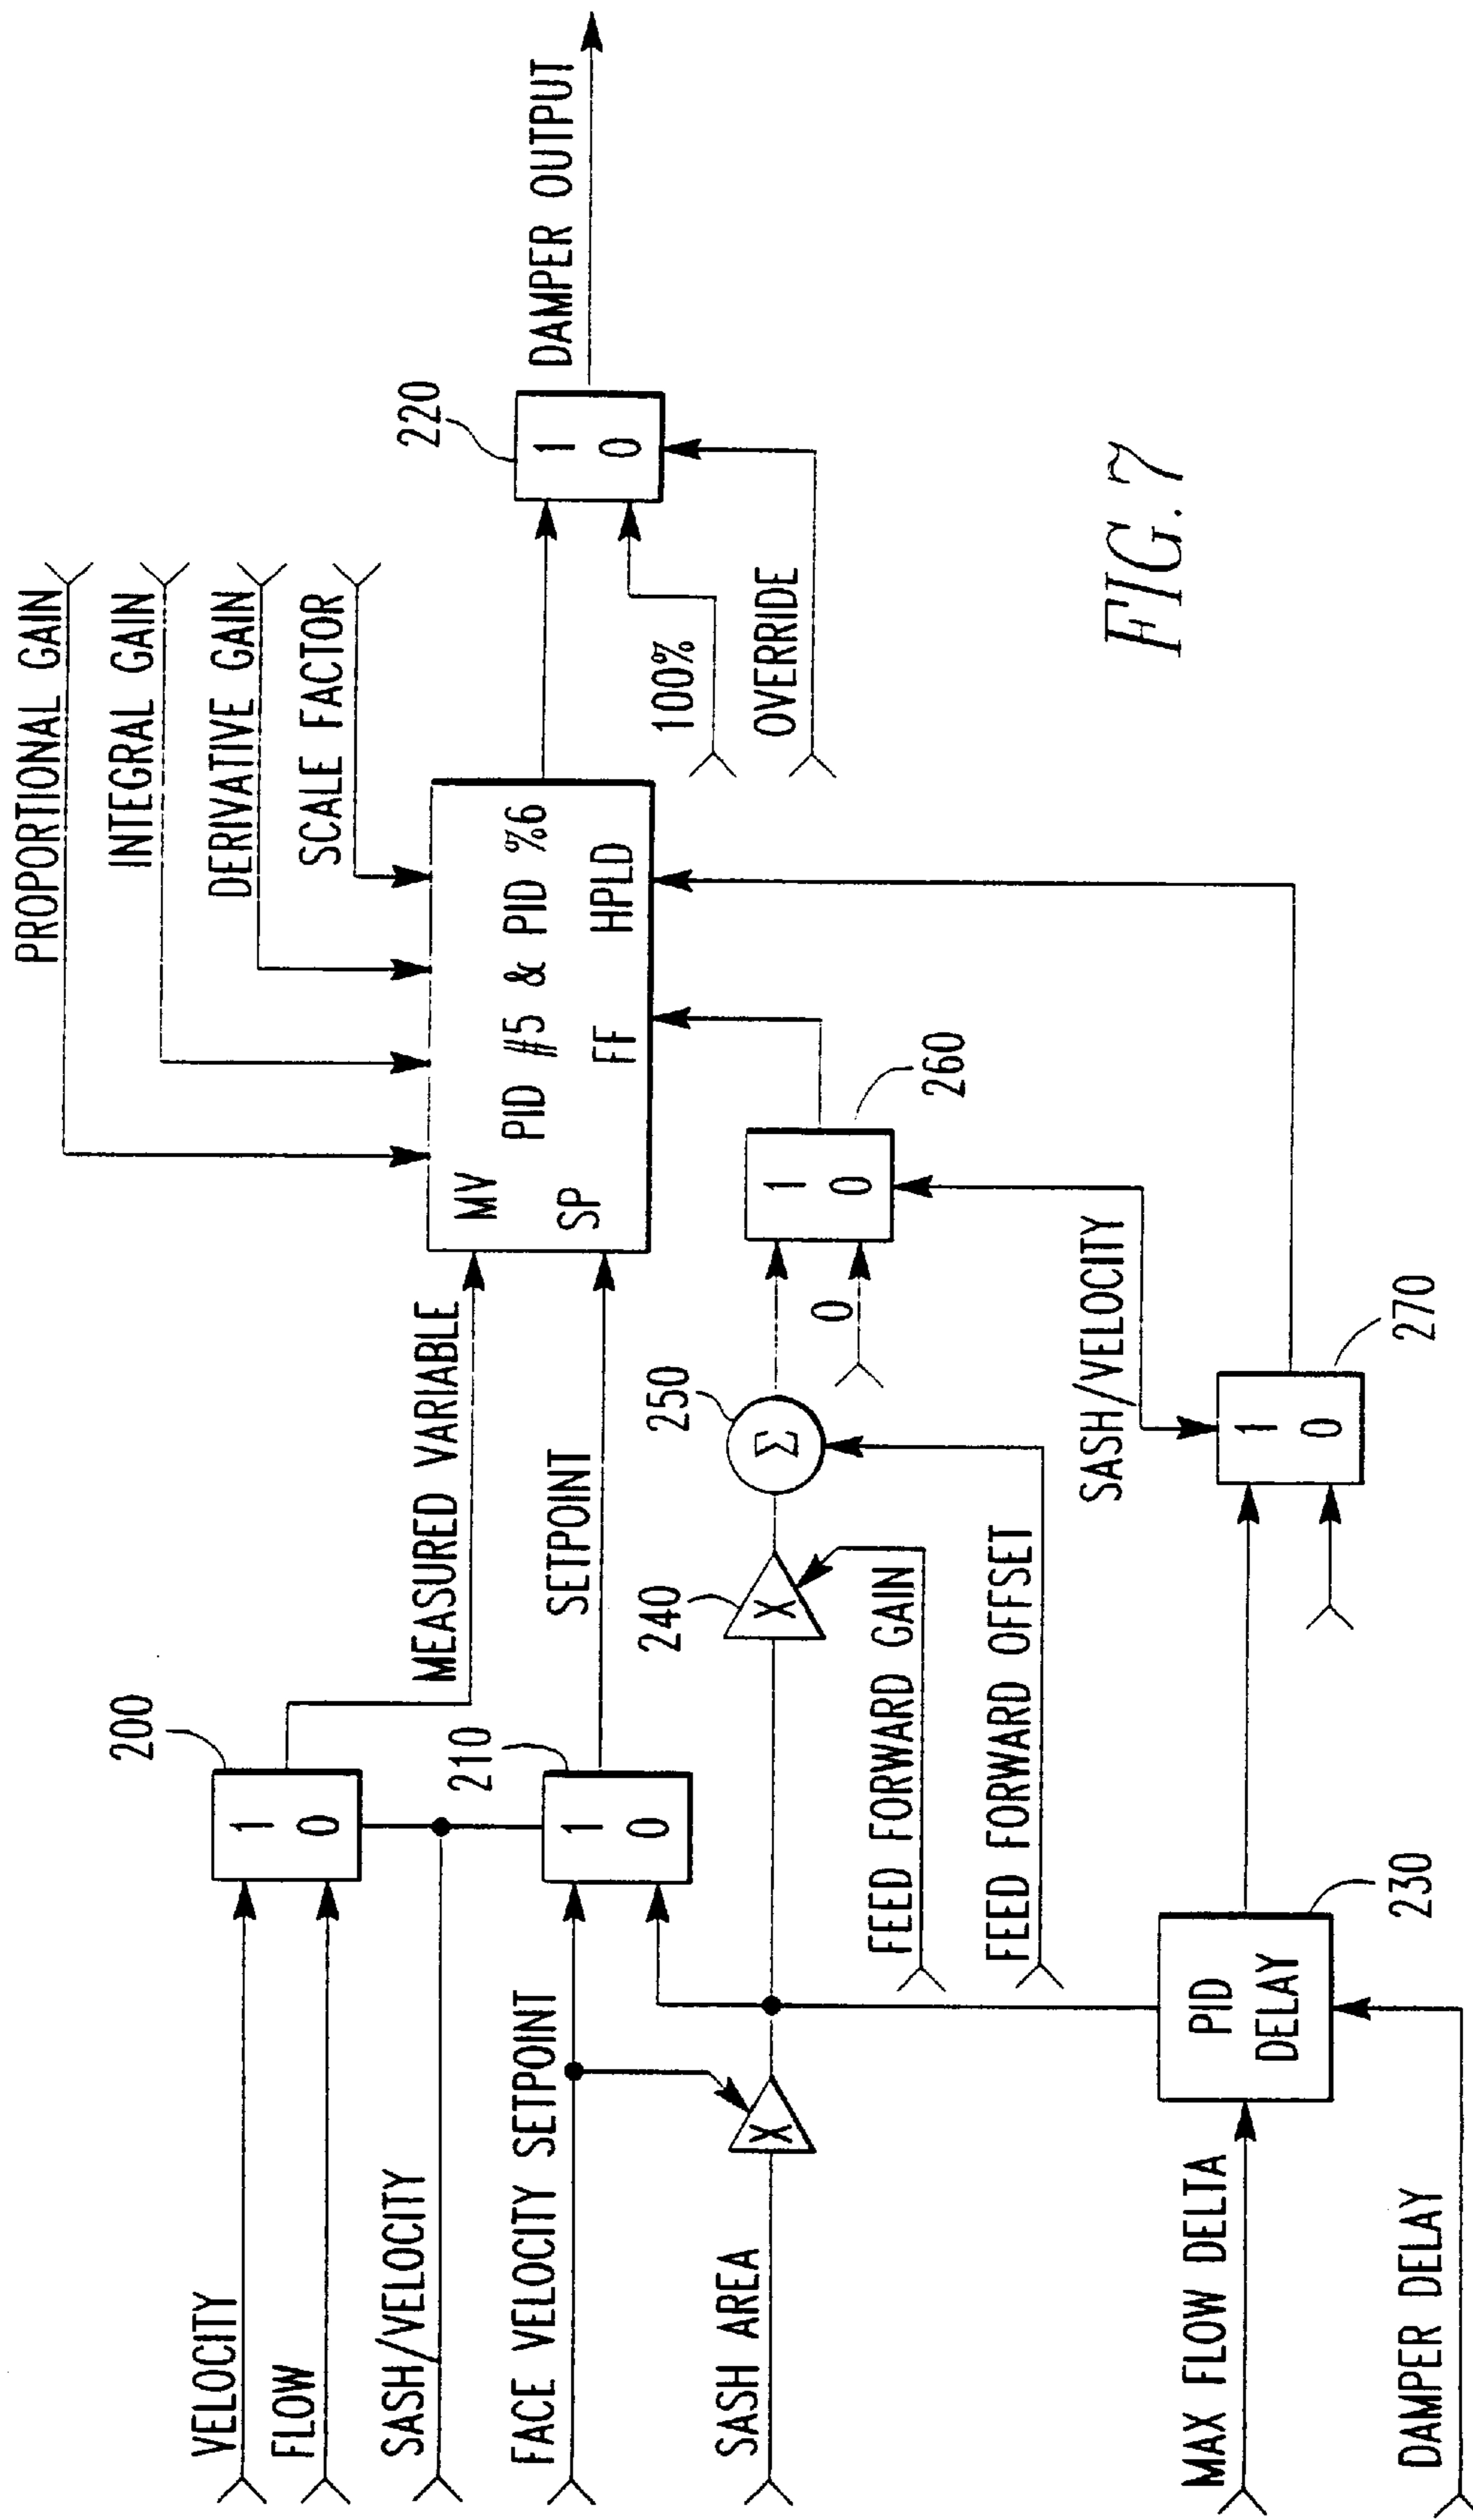 PROPORTIONAL GAIN
INTEGRAL GAIN
DERIVATIVE GAIN
SCALE FACTOR
VELOCITY
FLOW
SASH/VELOCITY
FACE VELOCITY SETPOINT
SASH AREA
MAX FLOW DELTA
DAMPER DELAY
200
1
0
210
1
0
MEASURED VARIABLE
SETPOINT
MV
SP
PID #5 & PID %6
FF
HPLD
220
1
0
DAMPER OUTPUT
100%
OVERRIDE
X
240
X
250
Σ
0
260
1
0
FEED FORWARD GAIN
FEED FORWARD OFFSET
SASH/VELOCITY
PID
DELAY
230
270
1
0
FIG. 7